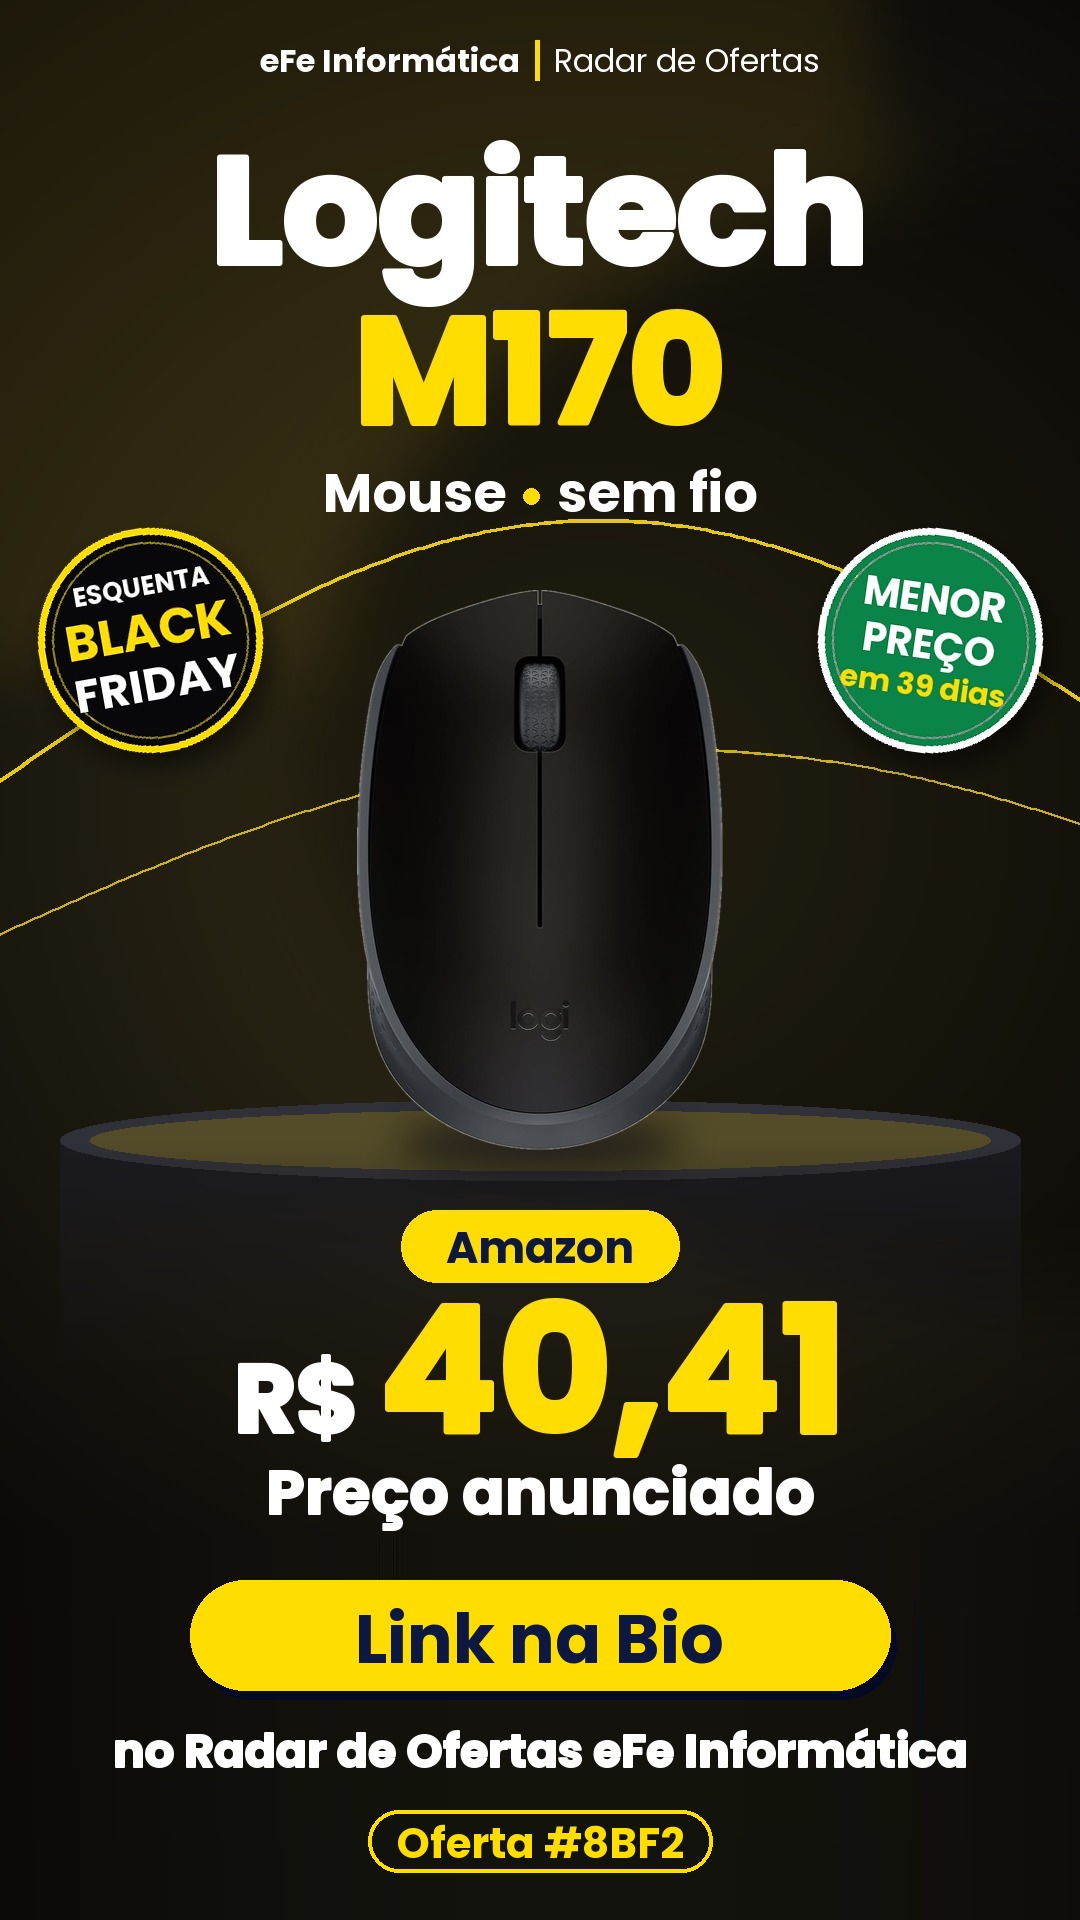 eFe Informática | Radar de Ofertas
Logitech
M170
Mouse • sem fio
ESQUENTA
BLACK
FRIDAY
MENOR
PREÇO
em 39 dias
logi
Amazon
R$ 40,41
Preço anunciado
Link na Bio
no Radar de Ofertas eFe Informática
Oferta #8BF2